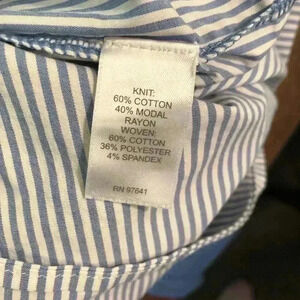 KNIT:
60% COTTON
40% MODAL
RAYON
WOVEN:
60% COTTON
36% POLYESTER
4% SPANDEX
RN 97641